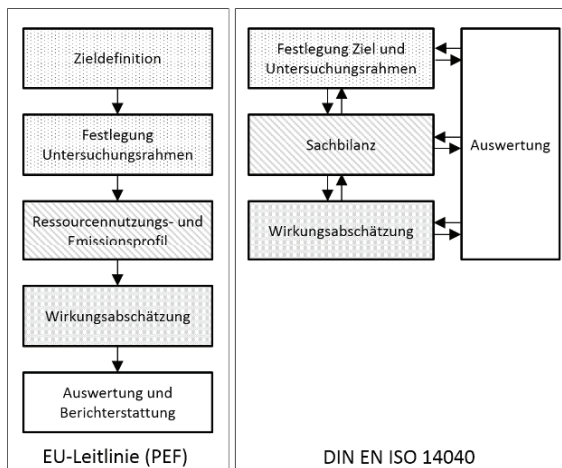 Zieldefinition
Festlegung
Untersuchungsrahmen
Ressourcennutzungs- und
Emissionsprofil
Wirkungsabschätzung
Auswertung und
Berichterstattung
EU-Leitlinie (PEF)
Festlegung Ziel und
Untersuchungsrahmen
Sachbilanz
Wirkungsabschätzung
Auswertung
DIN EN ISO 14040